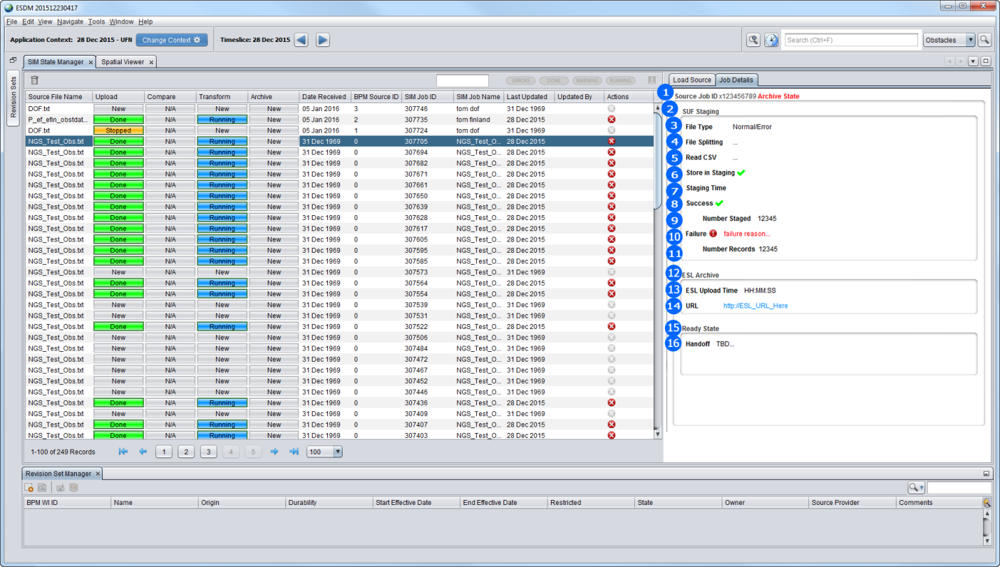 ESDM 201512230417
File Edit View Navigate Tools Window Help
Application Context: 28 Dec 2015 - UFN Change Context Timeslice: 28 Dec 2015 Search (Ctrl+F) Obstacles
SIM State Manager × Spatial Viewer ×
Revision Sets
ERRORS DONE WARNING RUNNING
Source File Name Upload Compare Transform Archive Date Received BPM Source ID SIM Job ID SIM Job Name Last Updated Updated By Actions
DOF.txt New N/A New New 05 Jan 2016 3 307746 tom dof 31 Dec 1969
P_ef_efin_obstdat... Done N/A Running New 05 Jan 2016 2 307735 tom finland 28 Dec 2015
DOF.txt Stopped N/A New New 05 Jan 2016 1 307724 tom dof 31 Dec 1969
NGS_Test_Obs.txt Done N/A Running New 31 Dec 1969 0 307705 NGS_Test_O... 28 Dec 2015
NGS_Test_Obs.txt Done N/A Running New 31 Dec 1969 0 307694 NGS_Test_O... 28 Dec 2015
NGS_Test_Obs.txt Done N/A Running New 31 Dec 1969 0 307682 NGS_Test_O... 28 Dec 2015
NGS_Test_Obs.txt Done N/A Running New 31 Dec 1969 0 307671 NGS_Test_O... 28 Dec 2015
NGS_Test_Obs.txt Done N/A Running New 31 Dec 1969 0 307661 NGS_Test_O... 28 Dec 2015
NGS_Test_Obs.txt Done N/A Running New 31 Dec 1969 0 307650 NGS_Test_O... 28 Dec 2015
NGS_Test_Obs.txt Done N/A Running New 31 Dec 1969 0 307639 NGS_Test_O... 28 Dec 2015
NGS_Test_Obs.txt Done N/A Running New 31 Dec 1969 0 307628 NGS_Test_O... 28 Dec 2015
NGS_Test_Obs.txt Done N/A Running New 31 Dec 1969 0 307617 NGS_Test_O... 28 Dec 2015
NGS_Test_Obs.txt Done N/A Running New 31 Dec 1969 0 307605 NGS_Test_O... 28 Dec 2015
NGS_Test_Obs.txt Done N/A Running New 31 Dec 1969 0 307595 NGS_Test_O... 28 Dec 2015
NGS_Test_Obs.txt Done N/A Running New 31 Dec 1969 0 307585 NGS_Test_O... 28 Dec 2015
NGS_Test_Obs.txt New N/A New New 31 Dec 1969 0 307573 NGS_Test_O... 31 Dec 1969
NGS_Test_Obs.txt Done N/A Running New 31 Dec 1969 0 307564 NGS_Test_O... 28 Dec 2015
NGS_Test_Obs.txt Done N/A Running New 31 Dec 1969 0 307554 NGS_Test_O... 28 Dec 2015
NGS_Test_Obs.txt New N/A New New 31 Dec 1969 0 307539 NGS_Test_O... 31 Dec 1969
NGS_Test_Obs.txt New N/A New New 31 Dec 1969 0 307531 NGS_Test_O... 31 Dec 1969
NGS_Test_Obs.txt Done N/A Running New 31 Dec 1969 0 307522 NGS_Test_O... 28 Dec 2015
NGS_Test_Obs.txt New N/A New New 31 Dec 1969 0 307506 NGS_Test_O... 31 Dec 1969
NGS_Test_Obs.txt New N/A New New 31 Dec 1969 0 307484 NGS_Test_O... 31 Dec 1969
NGS_Test_Obs.txt New N/A New New 31 Dec 1969 0 307472 NGS_Test_O... 31 Dec 1969
NGS_Test_Obs.txt New N/A New New 31 Dec 1969 0 307467 NGS_Test_O... 31 Dec 1969
NGS_Test_Obs.txt New N/A New New 31 Dec 1969 0 307452 NGS_Test_O... 31 Dec 1969
NGS_Test_Obs.txt New N/A New New 31 Dec 1969 0 307446 NGS_Test_O... 31 Dec 1969
NGS_Test_Obs.txt Done N/A Running New 31 Dec 1969 0 307436 NGS_Test_O... 28 Dec 2015
NGS_Test_Obs.txt New N/A New New 31 Dec 1969 0 307409 NGS_Test_O... 31 Dec 1969
NGS_Test_Obs.txt Done N/A Running New 31 Dec 1969 0 307407 NGS_Test_O... 28 Dec 2015
NGS_Test_Obs.txt Done N/A Running New 31 Dec 1969 0 307403 NGS_Test_O... 28 Dec 2015
1-100 of 249 Records 1 2 3 4 5 100
Load Source Job Details
1 Source Job ID x123456789 Archive State
2 SUF Staging
3 File Type Normal/Error
4 File Splitting ...
5 Read CSV ...
6 Store in Staging
7 Staging Time
8 Success
9 Number Staged 12345
10 Failure failure reason...
11 Number Records 12345
12 ESL Archive
13 ESL Upload Time HH:MM:SS
14 URL http://ESL_URL_Here
15 Ready State
16 Handoff TBD...
Revision Set Manager ×
BPM WI ID Name Origin Durability Start Effective Date End Effective Date Restricted State Owner Source Provider Comments